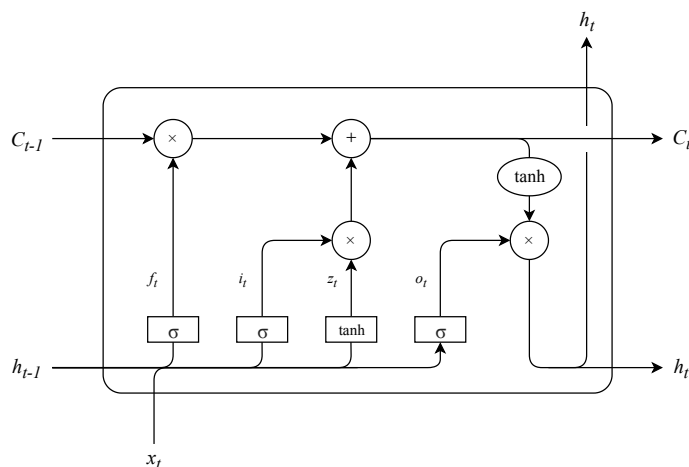 h_t
C_{t-1}
×
+
C_t
tanh
×
×
f_t
i_t
z_t
o_t
σ
σ
tanh
σ
h_{t-1}
h_t
x_t